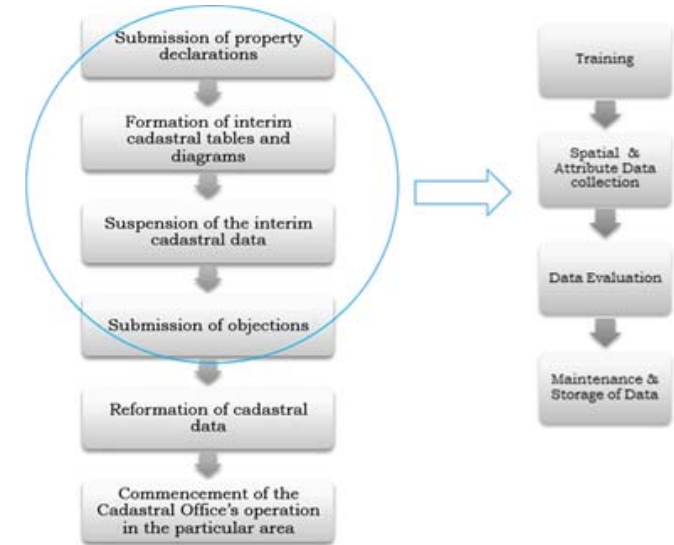 Submission of property
declarations
Formation of interim
cadastral tables and
diagrams
Suspension of the interim
cadastral data
Submission of objections
Reformation of cadastral
data
Commencement of the
Cadastral Office's operation
in the particular area
Training
Spatial &
Attribute Data
collection
Data Evaluation
Maintenance &
Storage of Data